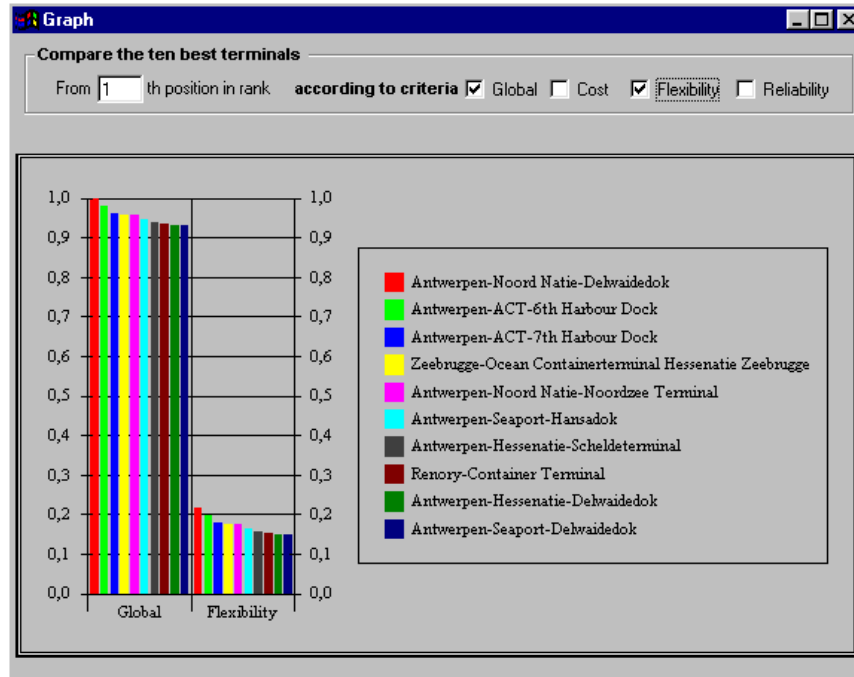 Graph
Compare the ten best terminals
From 1 th position in rank according to criteria Global Cost Flexibility Reliability
1,0 1,0
0,9 0,9
0,8 0,8
0,7 0,7
0,6 0,6
0,5 0,5
0,4 0,4
0,3 0,3
0,2 0,2
0,1 0,1
0,0 0,0
Global Flexibility
Antwerpen-Noord Natie-Delwaidedok
Antwerpen-ACT-6th Harbour Dock
Antwerpen-ACT-7th Harbour Dock
Zeebrugge-Ocean Containerterminal Hessenatie Zeebrugge
Antwerpen-Noord Natie-Noordzee Terminal
Antwerpen-Seaport-Hansadok
Antwerpen-Hessenatie-Scheldeterminal
Renory-Container Terminal
Antwerpen-Hessenatie-Delwaidedok
Antwerpen-Seaport-Delwaidedok